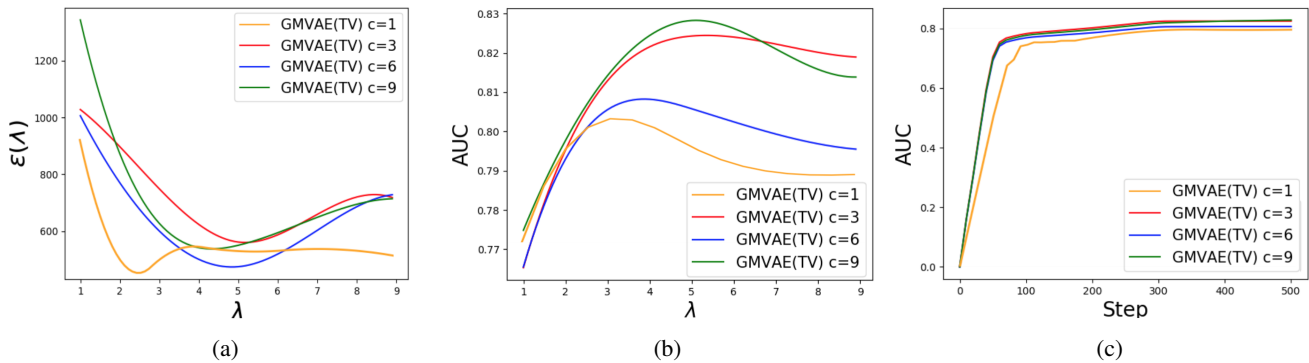 1200
1000
800
600
ε(λ)
GMVAE(TV) c=1
GMVAE(TV) c=3
GMVAE(TV) c=6
GMVAE(TV) c=9
1 2 3 4 5 6 7 8 9
λ
(a)
0.83
0.82
0.81
0.80
0.79
0.78
0.77
AUC
GMVAE(TV) c=1
GMVAE(TV) c=3
GMVAE(TV) c=6
GMVAE(TV) c=9
1 2 3 4 5 6 7 8 9
λ
(b)
0.8
0.6
0.4
0.2
0.0
AUC
GMVAE(TV) c=1
GMVAE(TV) c=3
GMVAE(TV) c=6
GMVAE(TV) c=9
0 100 200 300 400 500
Step
(c)